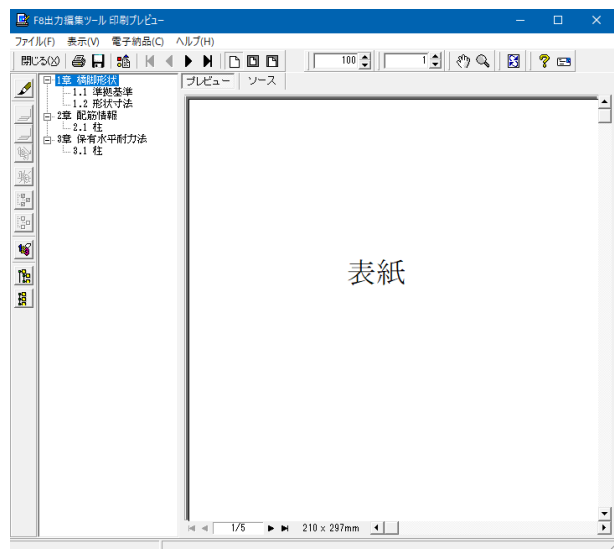 F8出力編集ツール 印刷プレビュー
ファイル(F) 表示(V) 電子納品(C) ヘルプ(H)
閉じる(X) 100 1
1章 橋脚形状
1.1 準拠基準
1.2 形状寸法
2章 配筋情報
2.1 柱
3章 保有水平耐力法
3.1 柱
プレビュー ソース
表紙
1/5 210 x 297mm